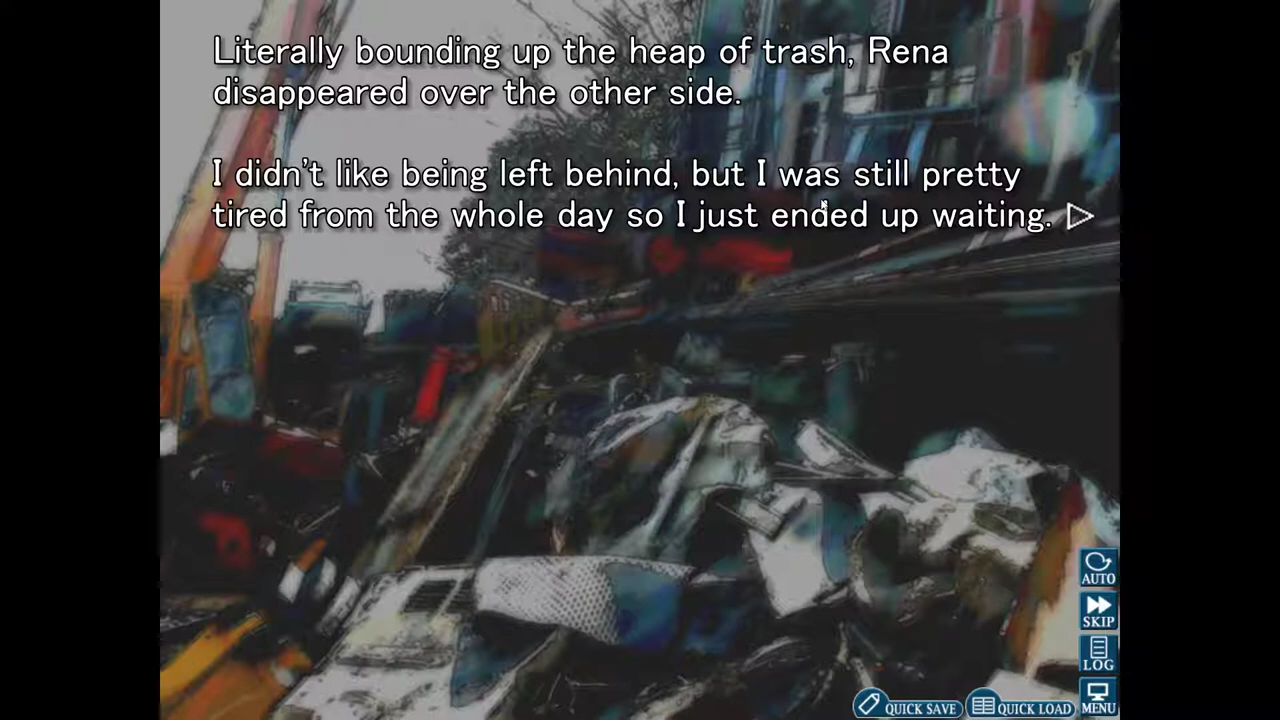 Literally bounding up the heap of trash, Rena
disappeared over the other side.
I didn't like being left behind, but I was still pretty
tired from the whole day so I just ended up waiting.
AUTO
SKIP
LOG
MENU
QUICK SAVE
QUICK LOAD